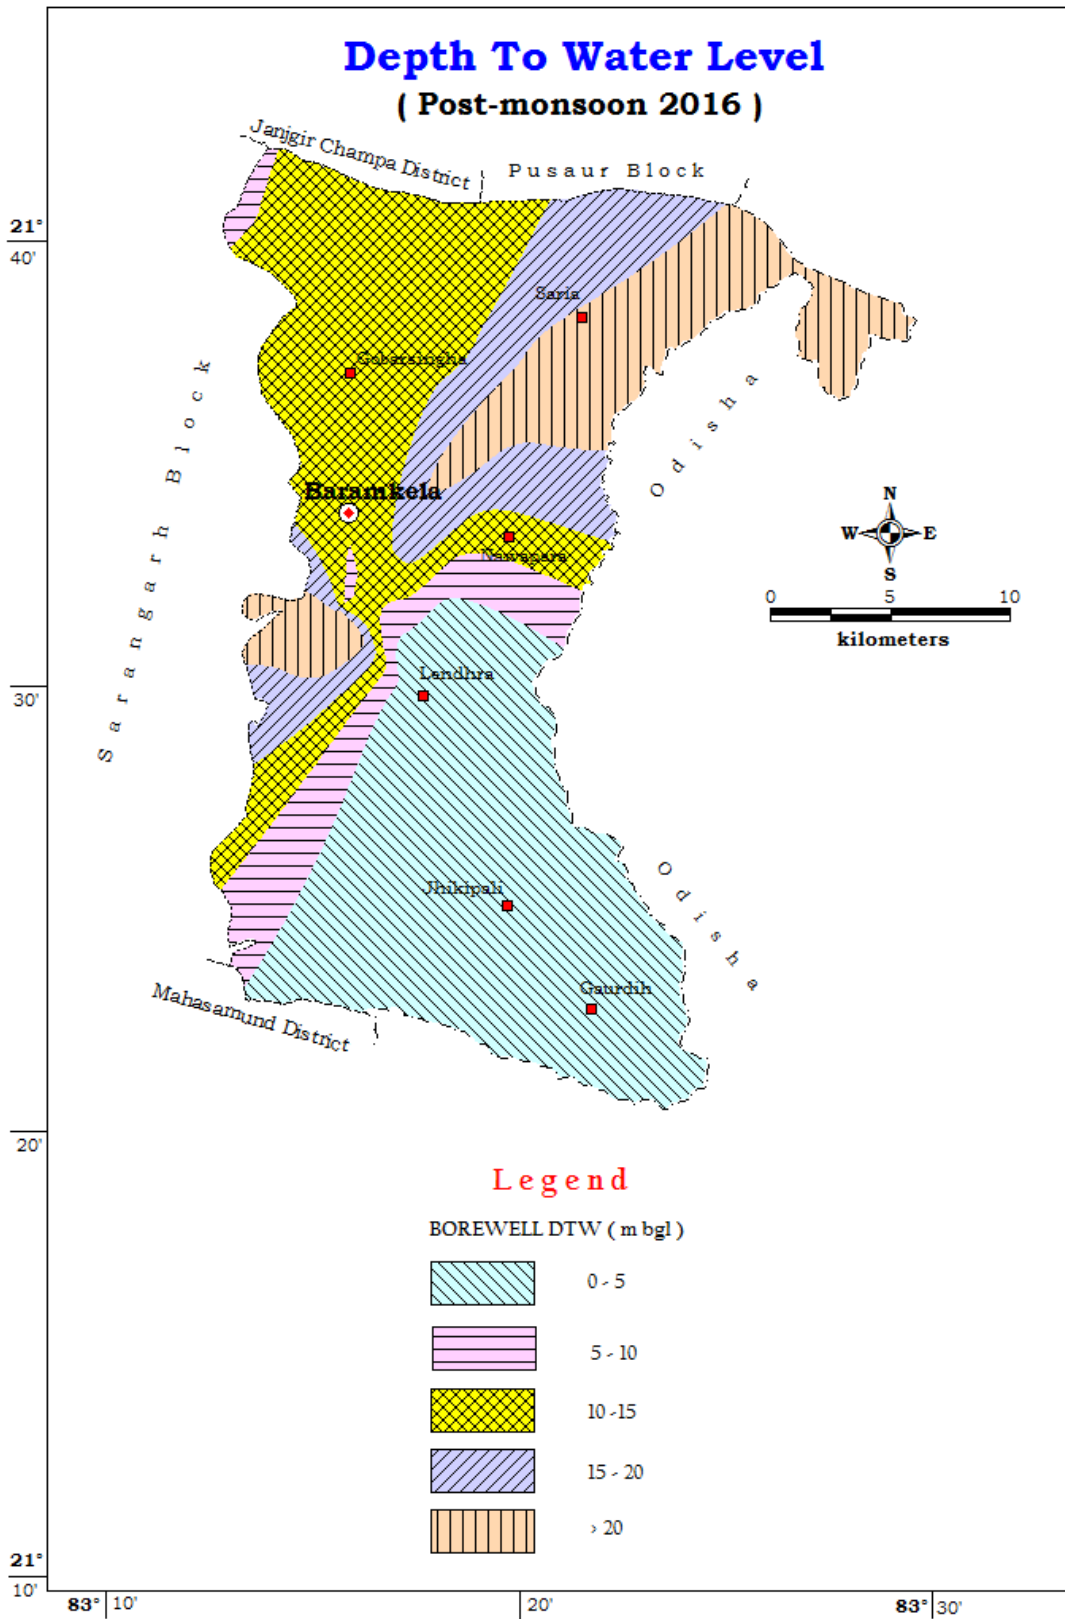 Depth To Water Level
( Post-monsoon 2016 )
Janjgir Champa District
Pusaur Block
21°
40'
Saria
Gobarsingha
Sarangarh Block
Odisha
Baramkela
Nawapara
N
W
E
S
0
5
10
kilometers
30'
Lendhra
Jhikipali
Odisha
Gaurdih
Mahasamund District
20'
Legend
BOREWELL DTW ( m bgl )
0 - 5
5 - 10
10 -15
15 - 20
> 20
21°
10'
83°
10'
20'
83°
30'